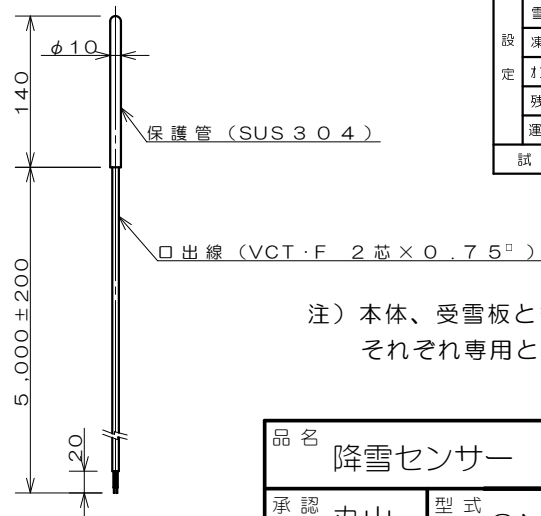 φ10
140
保護管（SUS304）
口出線（VCT・F 2芯×0.75□）
5,000±200
20
設
定
試
注）本体、受雪板と
それぞれ専用と
品名
降雪センサー
承認
丸山
型式